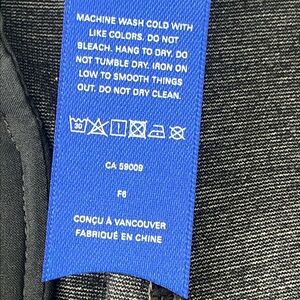 MACHINE WASH COLD WITH
LIKE COLORS. DO NOT
BLEACH. HANG TO DRY. DO
NOT TUMBLE DRY. IRON ON
LOW TO SMOOTH THINGS
OUT. DO NOT DRY CLEAN.
30
CA 59009
F6
CONÇU À VANCOUVER
FABRIQUÉ EN CHINE